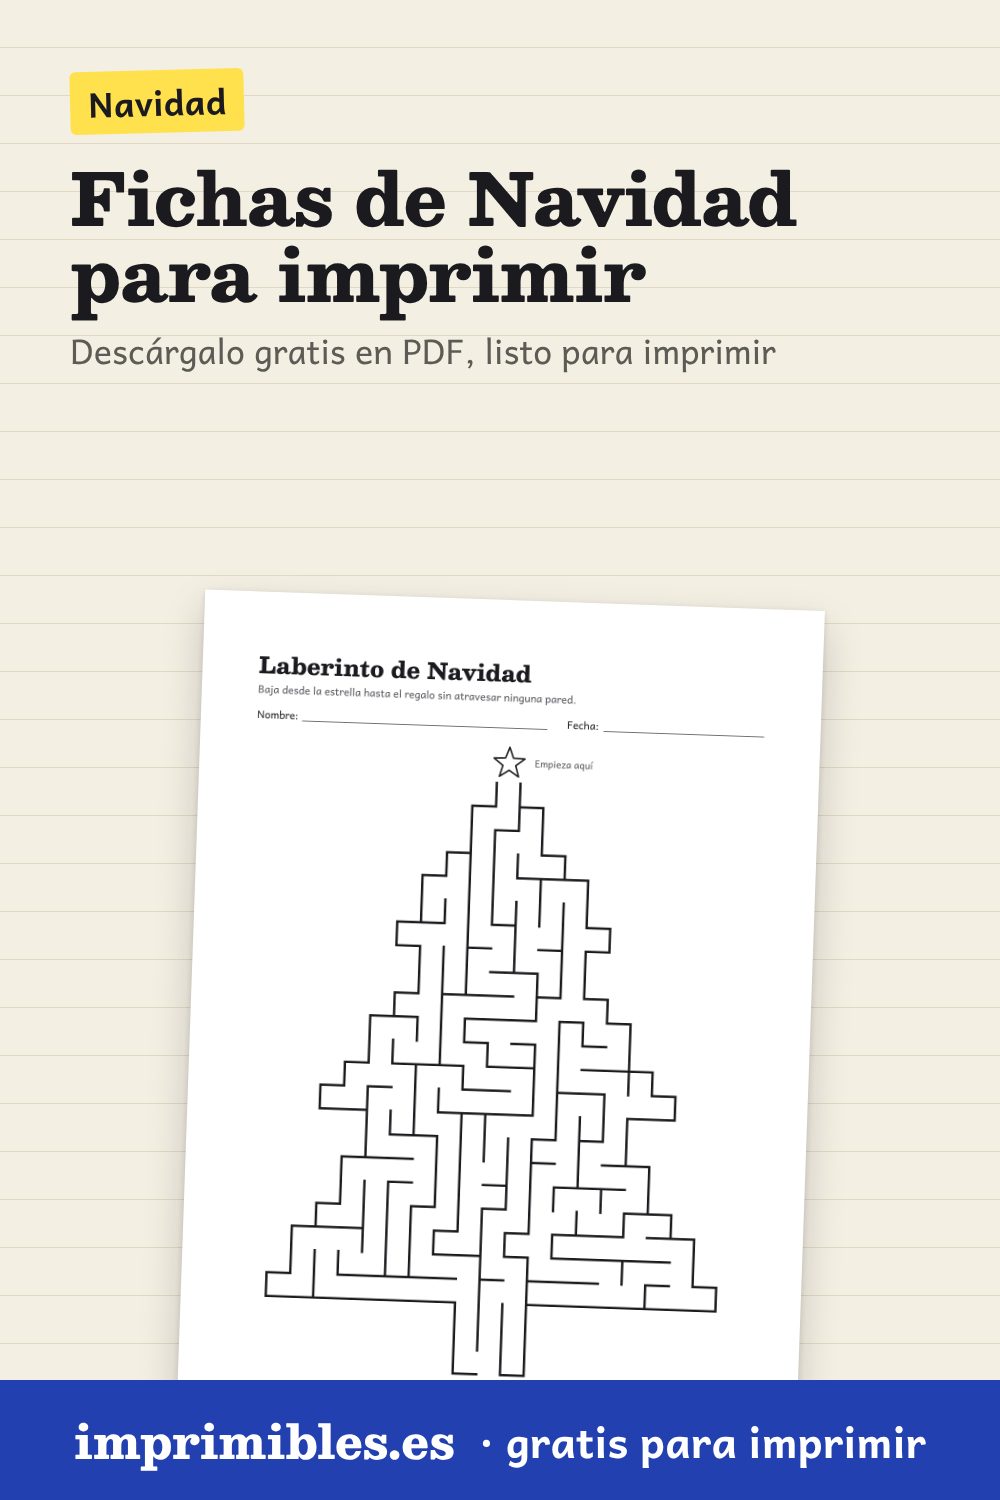 Navidad
Fichas de Navidad
para imprimir
Descárgalo gratis en PDF, listo para imprimir
Laberinto de Navidad
Baja desde la estrella hasta el regalo sin atravesar ninguna pared.
Nombre: Fecha:
Empieza aquí
imprimibles.es · gratis para imprimir